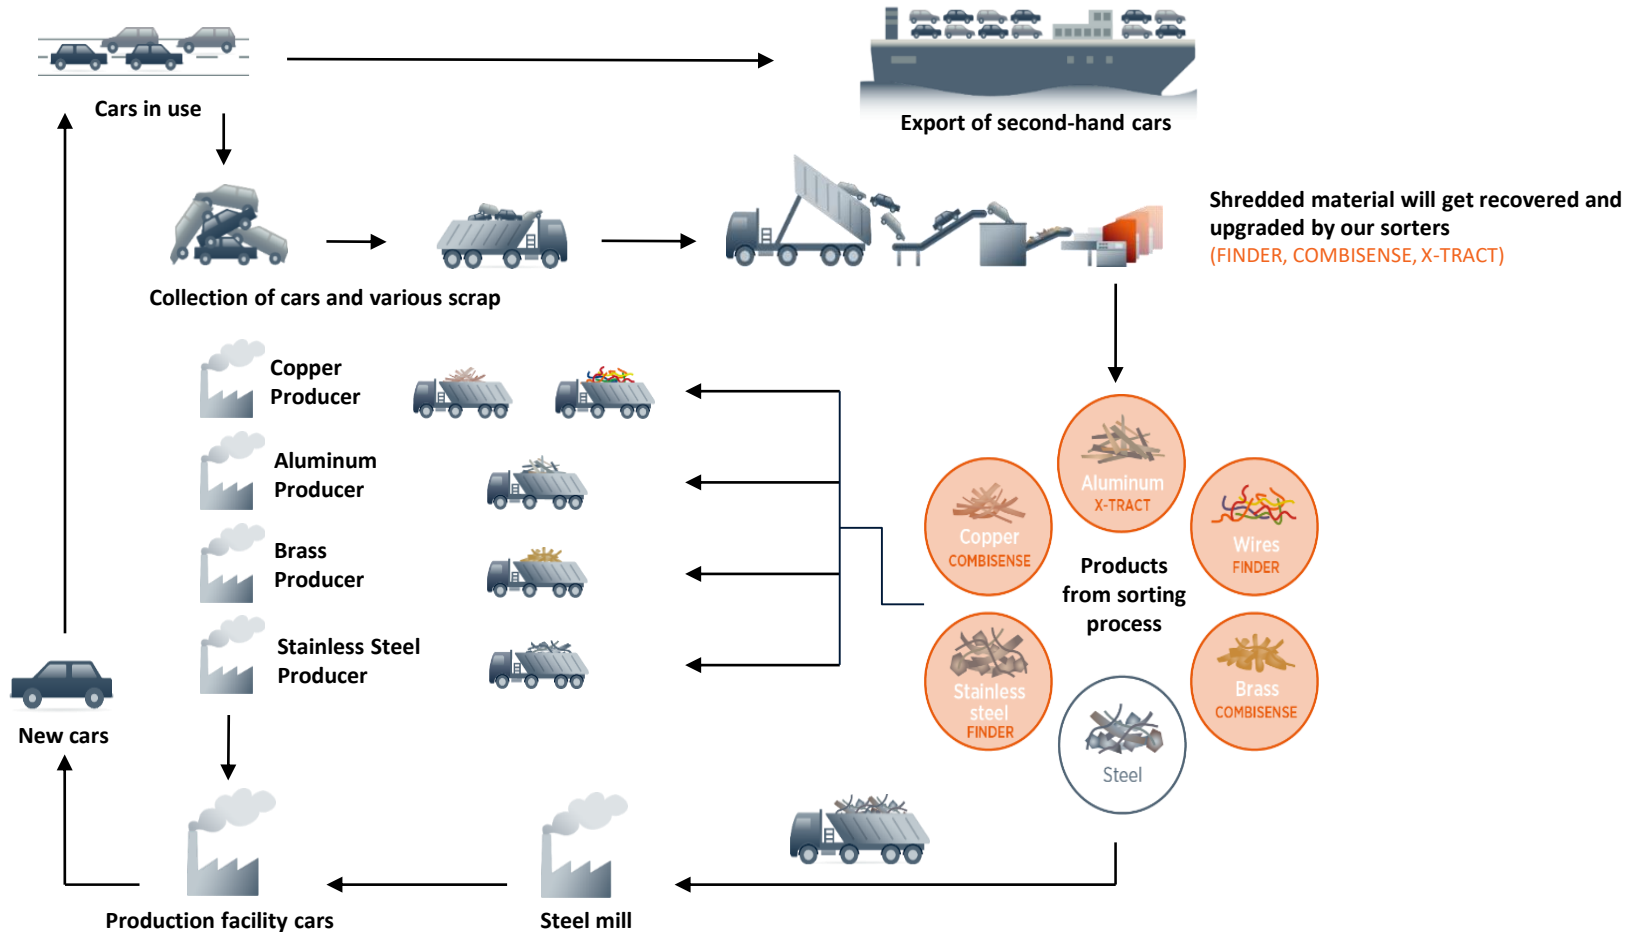 Cars in use
Export of second-hand cars
Shredded material will get recovered and
upgraded by our sorters
(FINDER, COMBISENSE, X-TRACT)
Collection of cars and various scrap
Copper
Producer
Aluminum
Producer
Brass
Producer
Stainless Steel
Producer
Aluminum
X-TRACT
Copper
COMBISENSE
Wires
FINDER
Products
from sorting
process
Stainless
steel
FINDER
Brass
COMBISENSE
Steel
New cars
Production facility cars
Steel mill